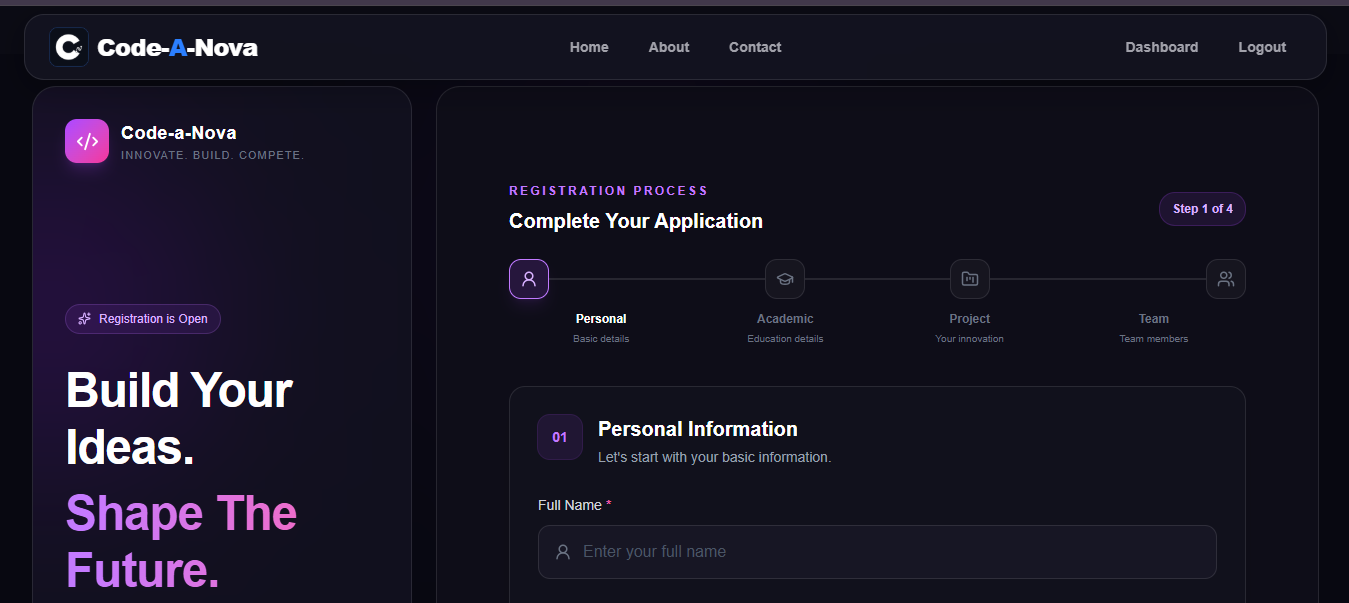 Code-A-Nova
Home
About
Contact
Dashboard
Logout
</>
Code-a-Nova
INNOVATE. BUILD. COMPETE.
Registration is Open
Build Your
Ideas.
Shape The
Future.
REGISTRATION PROCESS
Complete Your Application
Step 1 of 4
Personal
Basic details
Academic
Education details
Project
Your innovation
Team
Team members
01
Personal Information
Let's start with your basic information.
Full Name *
Enter your full name